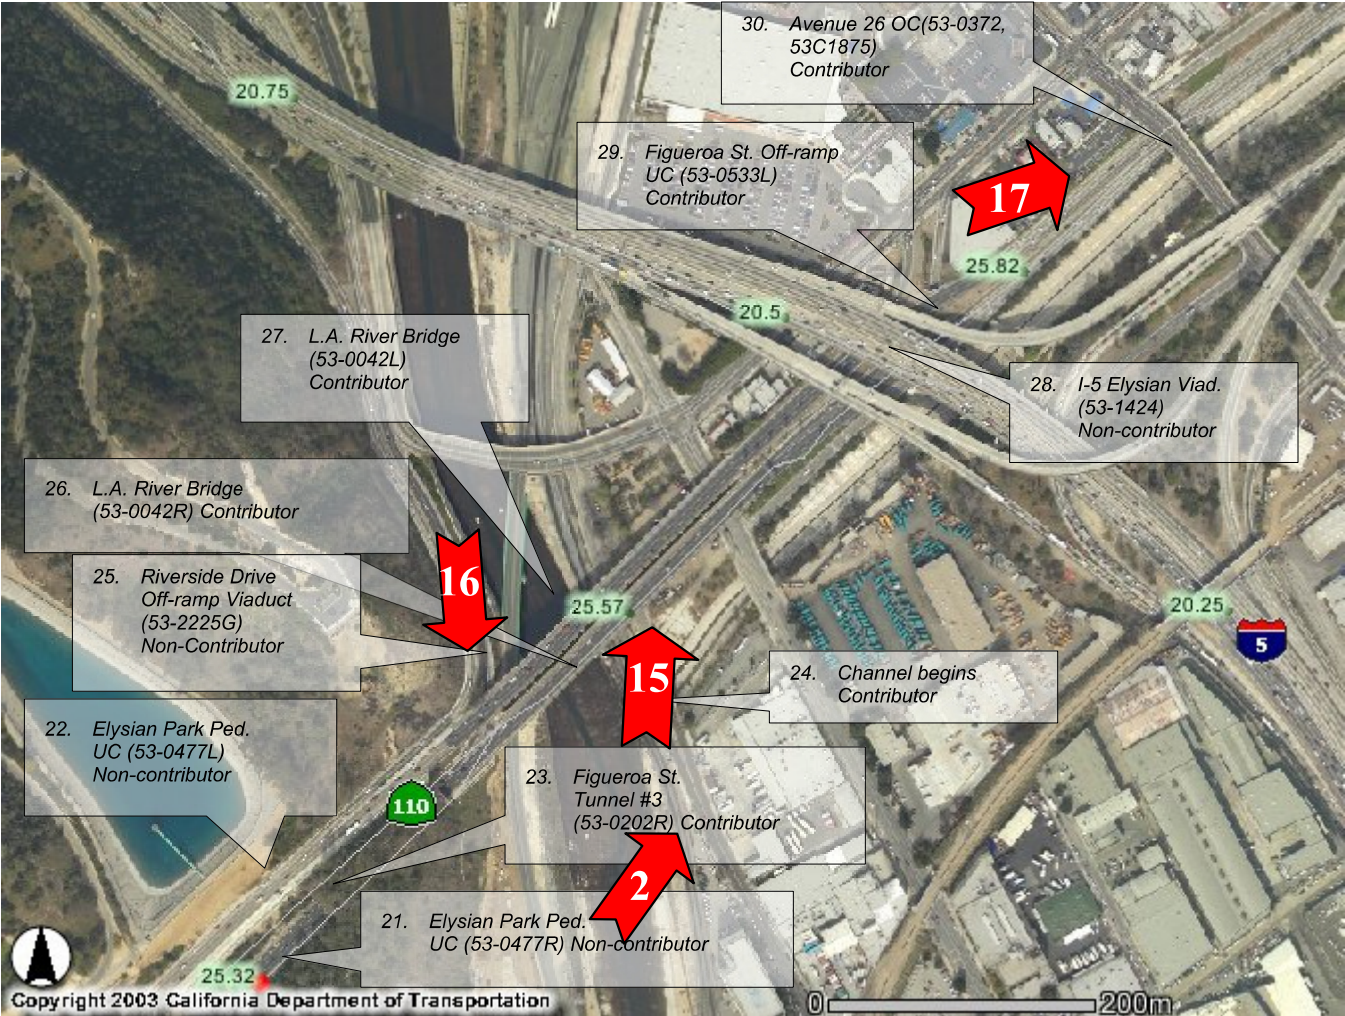 30. Avenue 26 OC(53-0372,
53C1875)
Contributor
20.75
29. Figueroa St. Off-ramp
UC (53-0533L)
Contributor
17
25.82
20.5
27. L.A. River Bridge
(53-0042L)
Contributor
28. I-5 Elysian Viad.
(53-1424)
Non-contributor
26. L.A. River Bridge
(53-0042R) Contributor
25. Riverside Drive
Off-ramp Viaduct
(53-2225G)
Non-Contributor
16
25.57
20.25
5
15
24. Channel begins
Contributor
22. Elysian Park Ped.
UC (53-0477L)
Non-contributor
110
23. Figueroa St.
Tunnel #3
(53-0202R) Contributor
2
21. Elysian Park Ped.
UC (53-0477R) Non-contributor
25.32
Copyright 2003 California Department of Transportation
0 200m